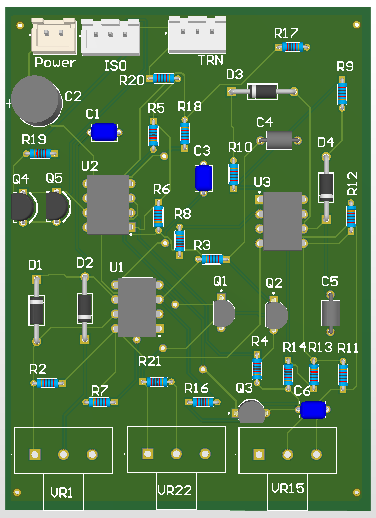 R17
Power
ISO
TRN
R20
D3
R9
C2
C1
R5
R18
C4
R19
R10
D4
U2
C3
Q4
Q5
U3
R12
R6
R8
R3
D1
D2
U1
Q1
Q2
C5
R4
R14
R13
R11
R2
R21
R7
R16
Q3
C6
VR1
VR22
VR15